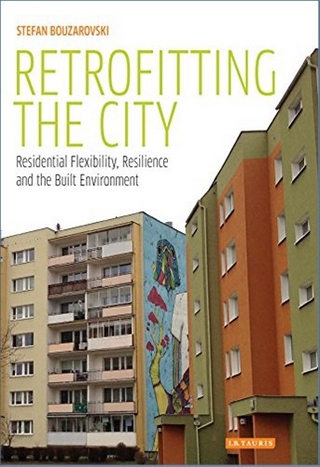 STEFAN BOUZAROVSKI
RETROFITTING
THE CITY
Residential Flexibility, Resilience
and the Built Environment
I.B.TAURIS